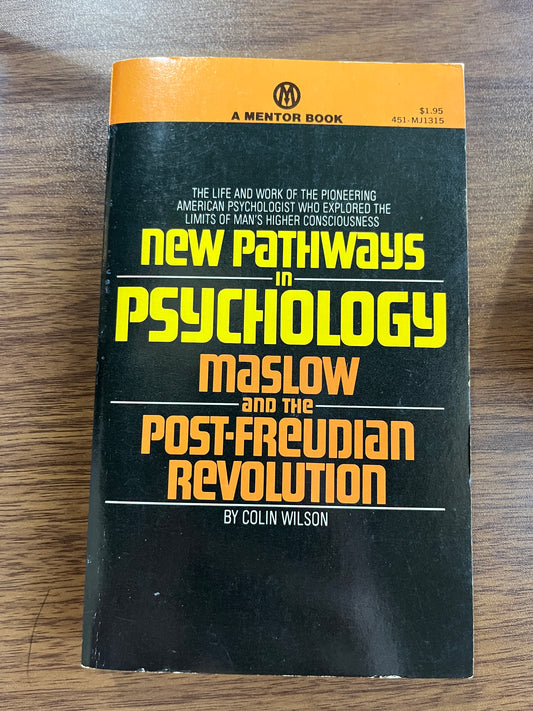 M
A MENTOR BOOK
$1.95
451-MJ1315
THE LIFE AND WORK OF THE PIONEERING
AMERICAN PSYCHOLOGIST WHO EXPLORED THE
LIMITS OF MAN'S HIGHER CONSCIOUSNESS
NEW PATHWAYS
IN
PSYCHOLOGY
MASLOW
AND THE
POST-FREUDIAN
REVOLUTION
BY COLIN WILSON